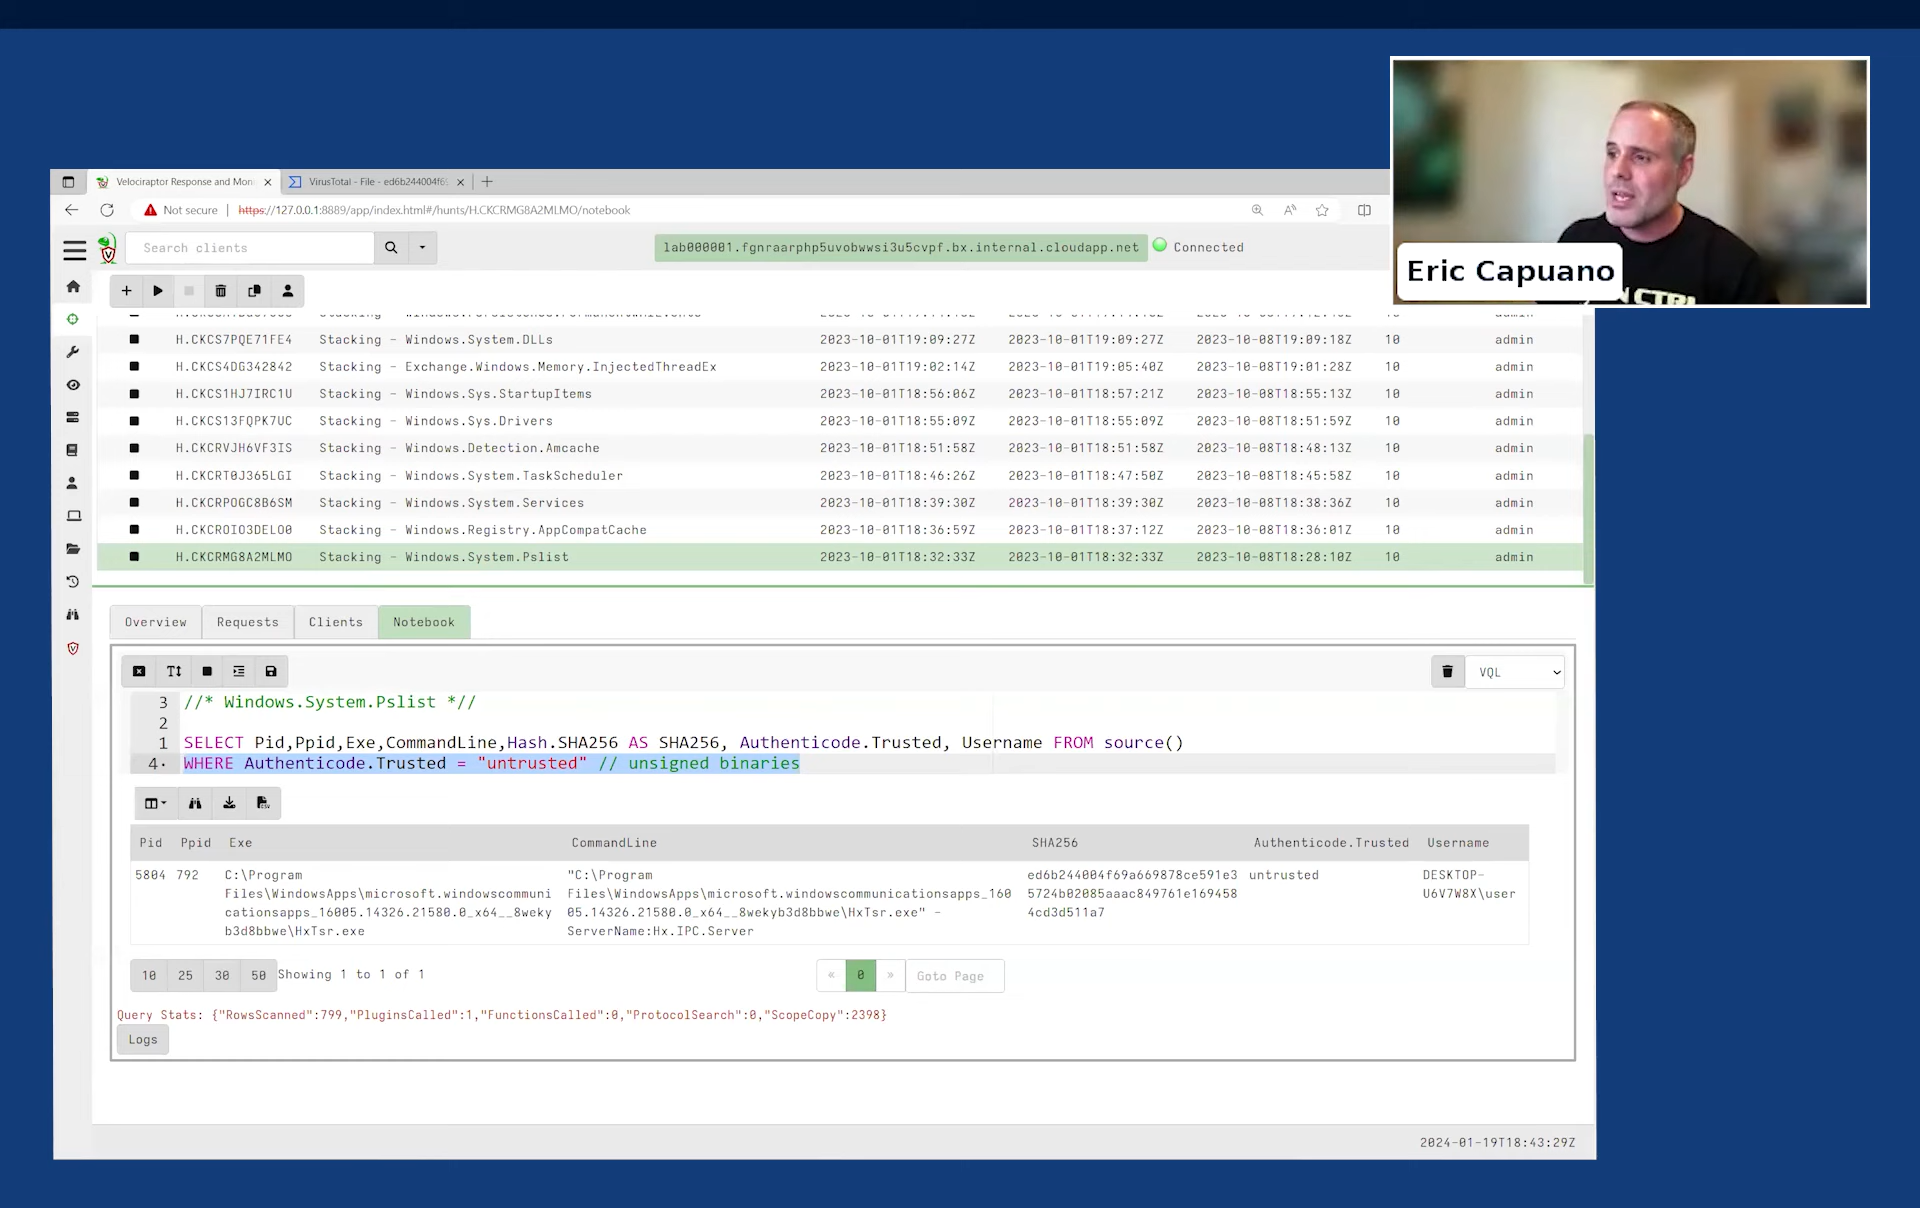 Velociraptor Response and Mon
VirusTotal - File - ed6b244004f6
Not secure | https://127.0.0.1:8889/app/index.html#/hunts/H.CKCRMG8A2MLMO/notebook
Search clients
lab000001.fgnraarphp5uvobwwsi3u5cvpf.bx.internal.cloudapp.net Connected
Eric Capuano
H.CKCS7PQE71FE4 Stacking - Windows.System.DLLs 2023-10-01T19:09:27Z 2023-10-01T19:09:27Z 2023-10-08T19:09:18Z 10 admin
H.CKCS4DG342842 Stacking - Exchange.Windows.Memory.InjectedThreadEx 2023-10-01T19:02:14Z 2023-10-01T19:05:40Z 2023-10-08T19:01:28Z 10 admin
H.CKCS1HJ7IRC1U Stacking - Windows.Sys.StartupItems 2023-10-01T18:56:06Z 2023-10-01T18:57:21Z 2023-10-08T18:55:13Z 10 admin
H.CKCS13FQPK7UC Stacking - Windows.Sys.Drivers 2023-10-01T18:55:09Z 2023-10-01T18:55:09Z 2023-10-08T18:51:59Z 10 admin
H.CKCRVJH6VF3IS Stacking - Windows.Detection.Amcache 2023-10-01T18:51:58Z 2023-10-01T18:51:58Z 2023-10-08T18:48:13Z 10 admin
H.CKCRT0J365LGI Stacking - Windows.System.TaskScheduler 2023-10-01T18:46:26Z 2023-10-01T18:47:50Z 2023-10-08T18:45:58Z 10 admin
H.CKCRPOGC8B6SM Stacking - Windows.System.Services 2023-10-01T18:39:30Z 2023-10-01T18:39:30Z 2023-10-08T18:38:36Z 10 admin
H.CKCROIO3DELO0 Stacking - Windows.Registry.AppCompatCache 2023-10-01T18:36:59Z 2023-10-01T18:37:12Z 2023-10-08T18:36:01Z 10 admin
H.CKCRMG8A2MLMO Stacking - Windows.System.Pslist 2023-10-01T18:32:33Z 2023-10-01T18:32:33Z 2023-10-08T18:28:10Z 10 admin
Overview Requests Clients Notebook
VQL
3 //* Windows.System.Pslist *//
2
1 SELECT Pid,Ppid,Exe,CommandLine,Hash.SHA256 AS SHA256, Authenticode.Trusted, Username FROM source()
4 WHERE Authenticode.Trusted = "untrusted" // unsigned binaries
Pid Ppid Exe CommandLine SHA256 Authenticode.Trusted Username
5804 792 C:\Program "C:\Program ed6b244004f69a669878ce591e3 untrusted DESKTOP-
Files\WindowsApps\microsoft.windowscommuni Files\WindowsApps\microsoft.windowscommunicationsapps_160 5724b02085aaac849761e169458 U6V7W8X\user
cationsapps_16005.14326.21580.0_x64__8weky 05.14326.21580.0_x64__8wekyb3d8bbwe\HxTsr.exe" - 4cd3d511a7
b3d8bbwe\HxTsr.exe ServerName:Hx.IPC.Server
10 25 30 50 Showing 1 to 1 of 1 « 0 » Goto Page
Query Stats: {"RowsScanned":799,"PluginsCalled":1,"FunctionsCalled":0,"ProtocolSearch":0,"ScopeCopy":2398}
Logs
2024-01-19T18:43:29Z